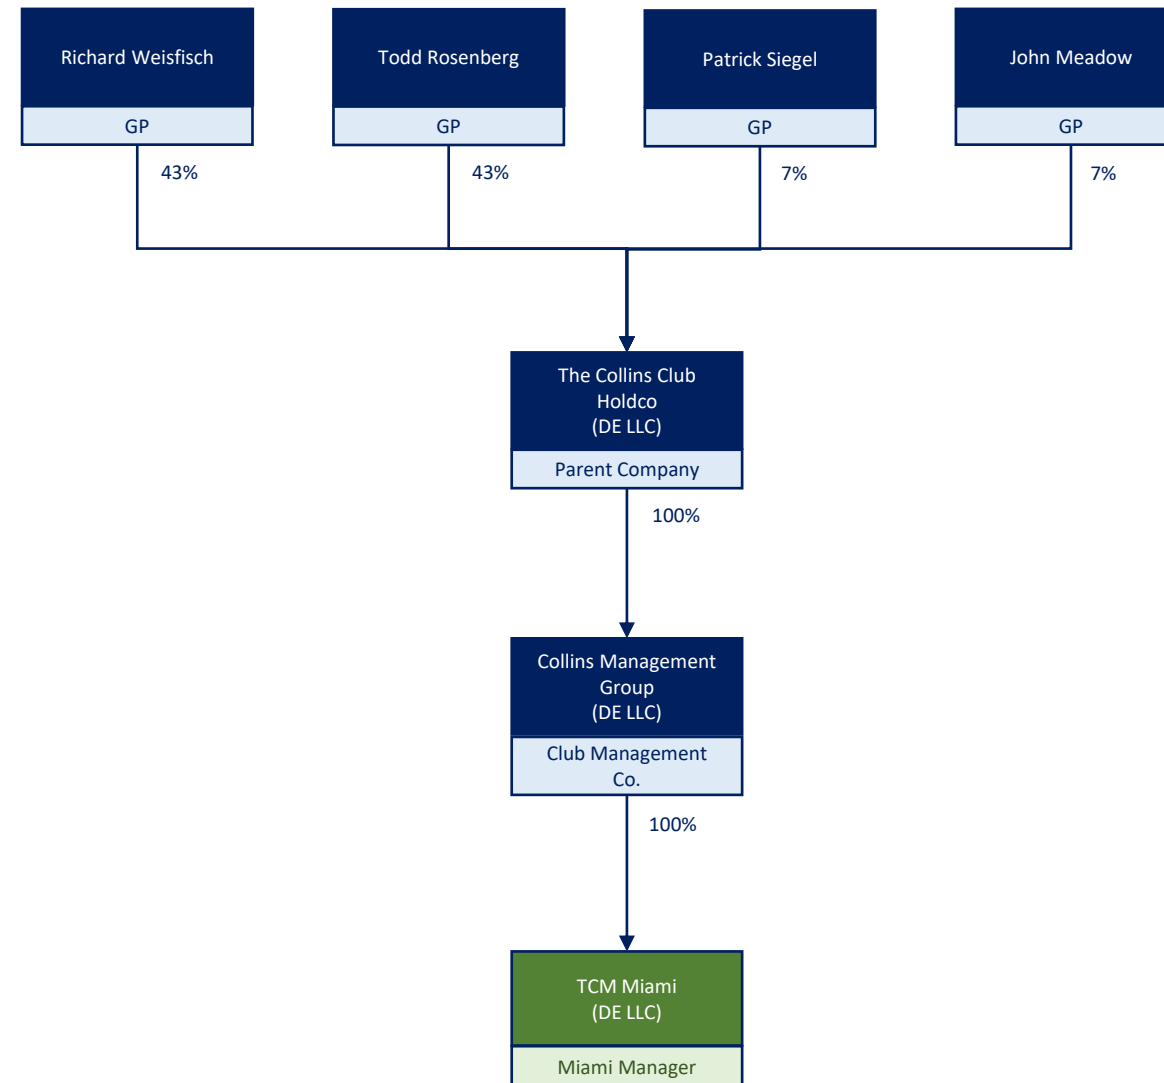 Richard Weisfisch
Todd Rosenberg
Patrick Siegel
John Meadow
GP
GP
GP
GP
43%
43%
7%
7%
The Collins Club
Holdco
(DE LLC)
Parent Company
100%
Collins Management
Group
(DE LLC)
Club Management
Co.
100%
TCM Miami
(DE LLC)
Miami Manager